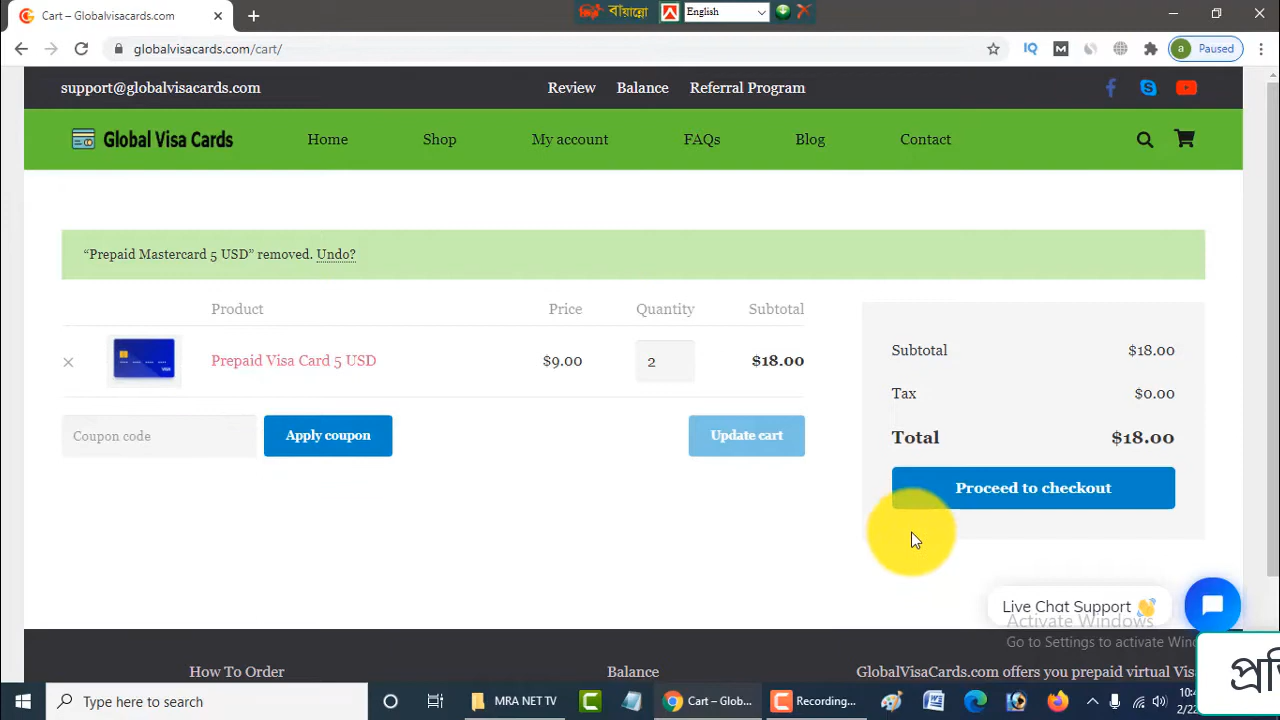 Cart – Globalvisacards.com
বায়ান্নো
English
globalvisacards.com/cart/
IQ
M
a
Paused
support@globalvisacards.com
Review
Balance
Referral Program
Global Visa Cards
Home
Shop
My account
FAQs
Blog
Contact
“Prepaid Mastercard 5 USD” removed. Undo?
Product
Price
Quantity
Subtotal
VISA
Prepaid Visa Card 5 USD
$9.00
2
$18.00
Coupon code
Apply coupon
Update cart
Subtotal
$18.00
Tax
$0.00
Total
$18.00
Proceed to checkout
Live Chat Support 👋
Activate Windows
Go to Settings to activate Win
How To Order
Balance
GlobalVisaCards.com offers you prepaid virtual Vis
Type here to search
MRA NET TV
Cart – Glob...
Recording...